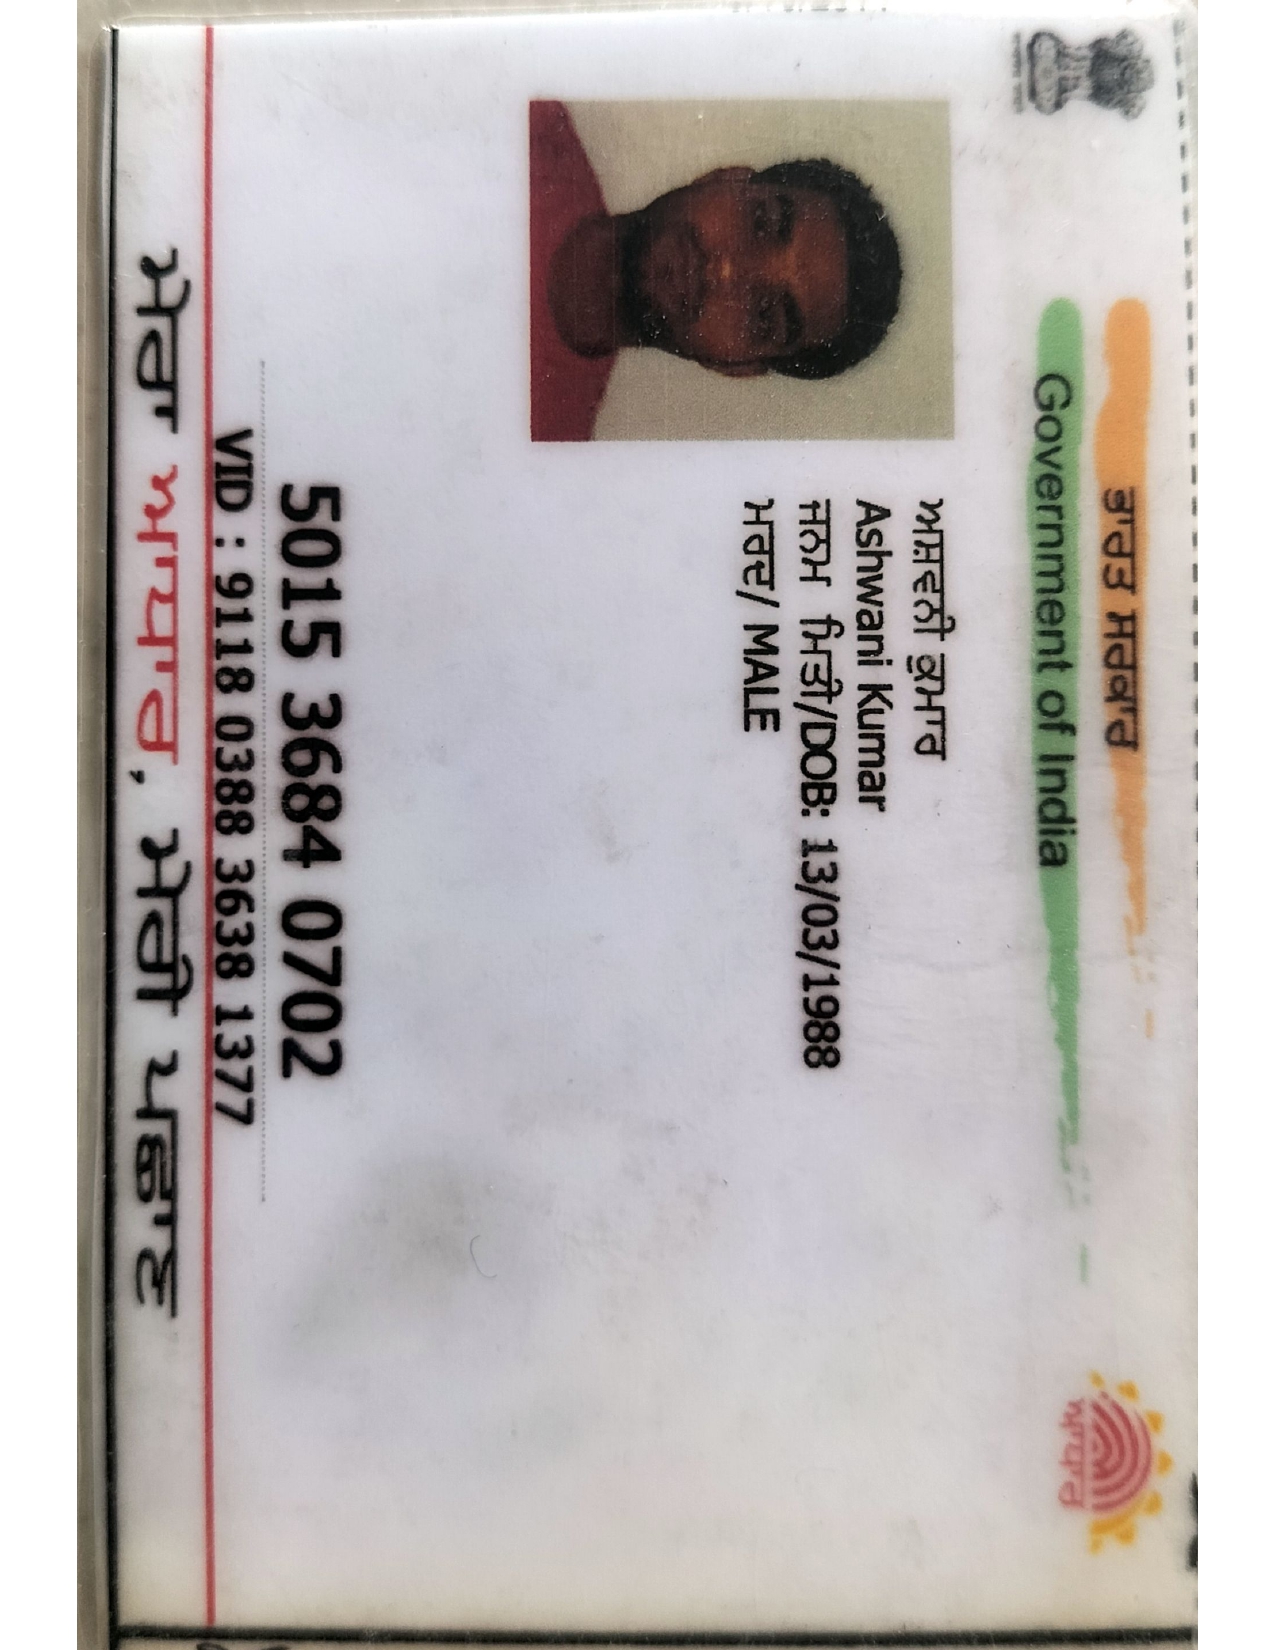 ਭਾਰਤ ਸਰਕਾਰ
Government of India
ਆਧਾਰ
ਅਸ਼ਵਨੀ ਕੁਮਾਰ
Ashwani Kumar
ਜਨਮ ਮਿਤੀ/DOB: 13/03/1988
ਮਰਦ/ MALE
5015 3684 0702
VID : 9118 0388 3638 1377
ਮੇਰਾ ਆਧਾਰ, ਮੇਰੀ ਪਛਾਣ